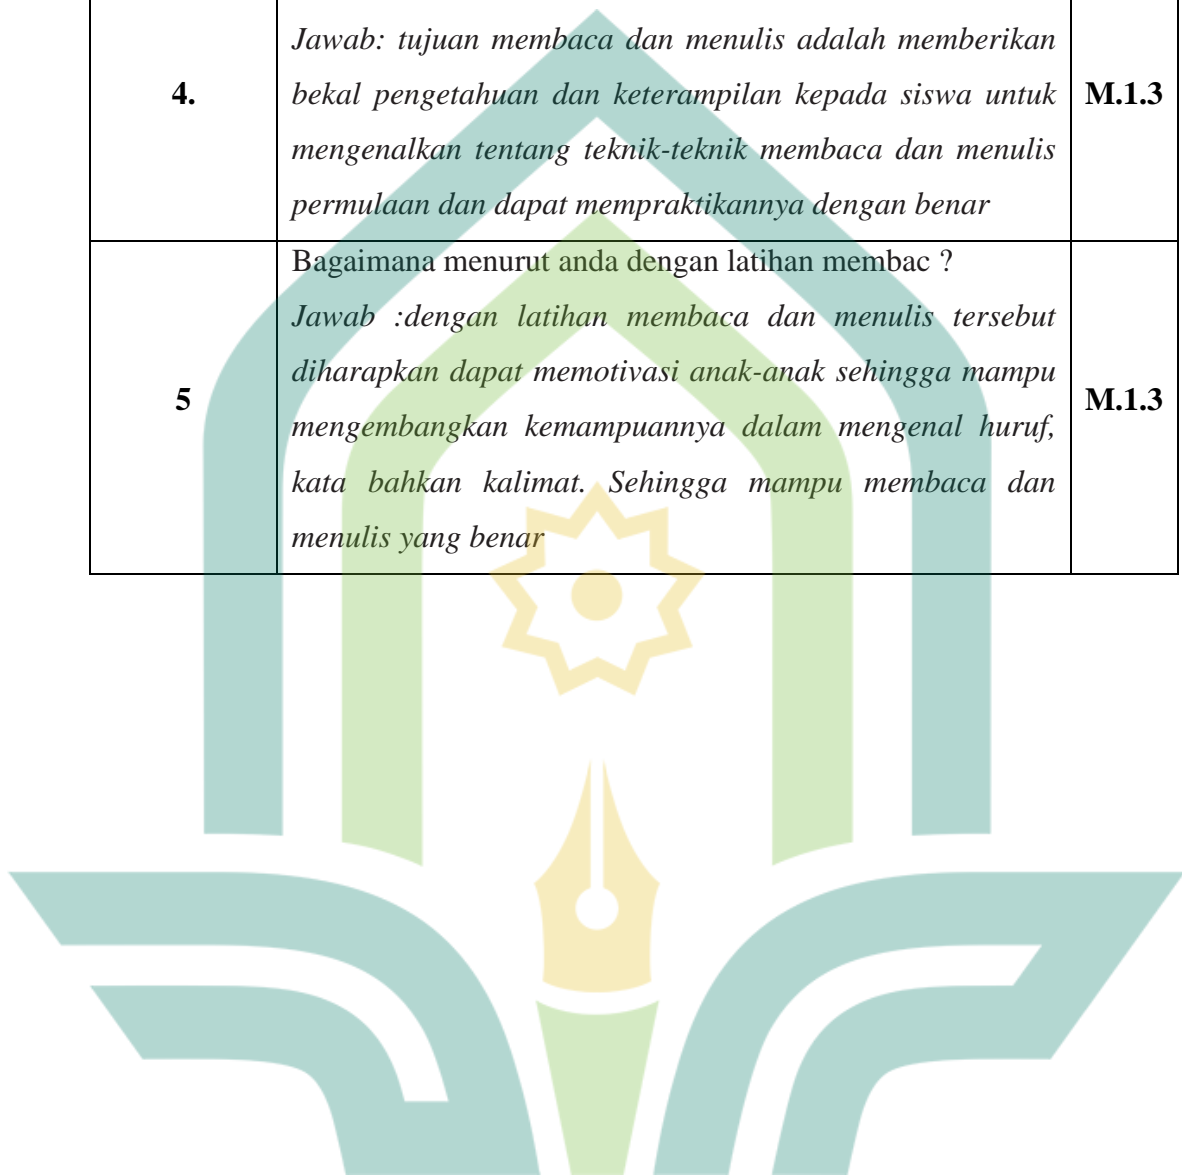 Jawab: tujuan membaca dan menulis adalah memberikan
4. bekal pengetahuan dan keterampilan kepada siswa untuk M.1.3
mengenalkan tentang teknik-teknik membaca dan menulis
permulaan dan dapat mempraktikannya dengan benar
Bagaimana menurut anda dengan latihan membac ?
Jawab :dengan latihan membaca dan menulis tersebut
diharapkan dapat memotivasi anak-anak sehingga mampu
5 mengembangkan kemampuannya dalam mengenal huruf, M.1.3
kata bahkan kalimat. Sehingga mampu membaca dan
menulis yang benar